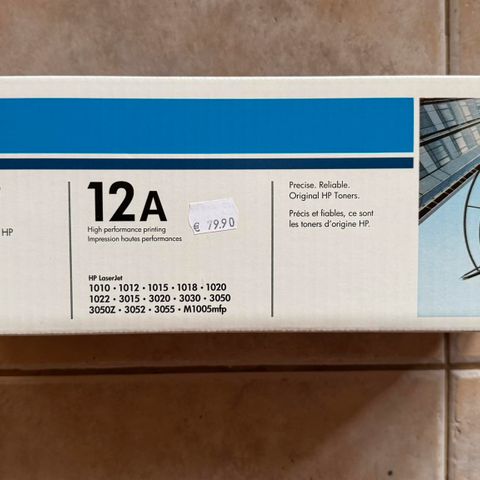 HP
12A
€ 79.90
High performance printing
Impression hautes performances
HP LaserJet
1010 • 1012 • 1015 • 1018 • 1020
1022 • 3015 • 3020 • 3030 • 3050
3050Z • 3052 • 3055 • M1005mfp
Precise. Reliable.
Original HP Toners.
Précis et fiables, ce sont
les toners d'origine HP.